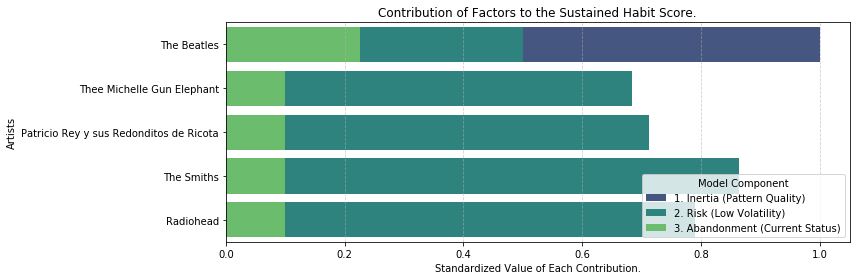 Contribution of Factors to the Sustained Habit Score.
Artists
The Beatles
Thee Michelle Gun Elephant
Patricio Rey y sus Redonditos de Ricota
The Smiths
Radiohead
Model Component
1. Inertia (Pattern Quality)
2. Risk (Low Volatility)
3. Abandonment (Current Status)
0.0 0.2 0.4 0.6 0.8 1.0
Standardized Value of Each Contribution.